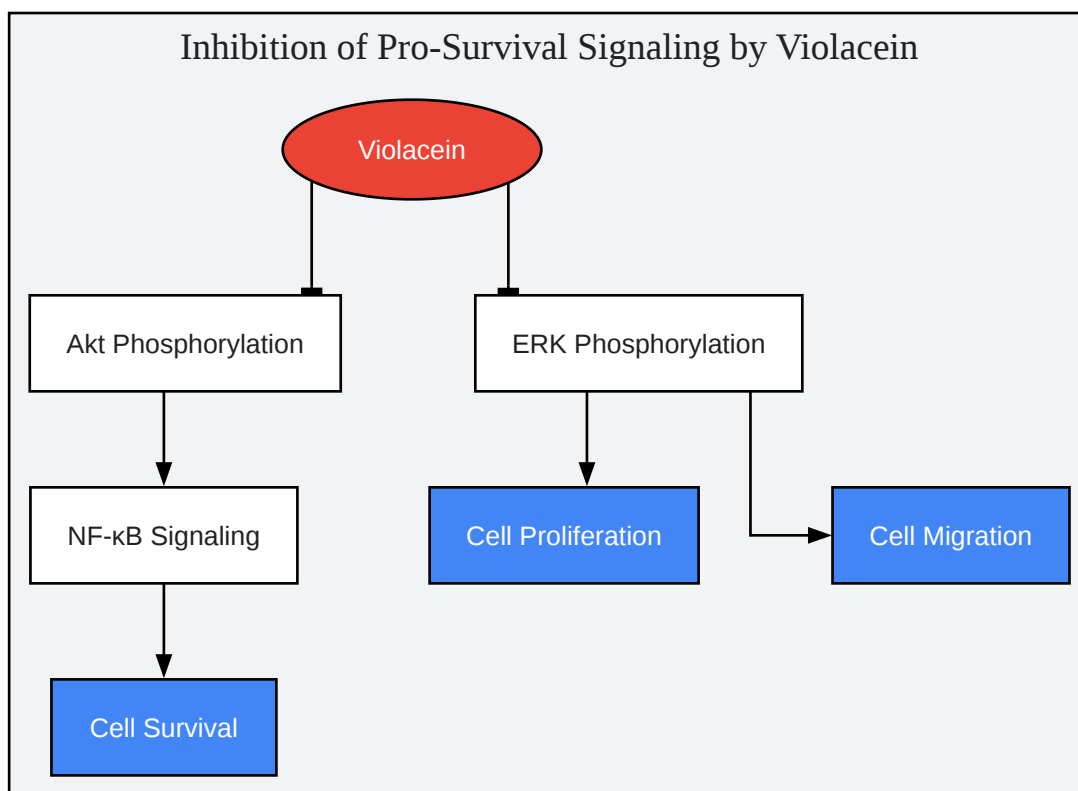 Inhibition of Pro-Survival Signaling by Violacein
Violacein
Akt Phosphorylation
ERK Phosphorylation
NF-κB Signaling
Cell Proliferation
Cell Migration
Cell Survival